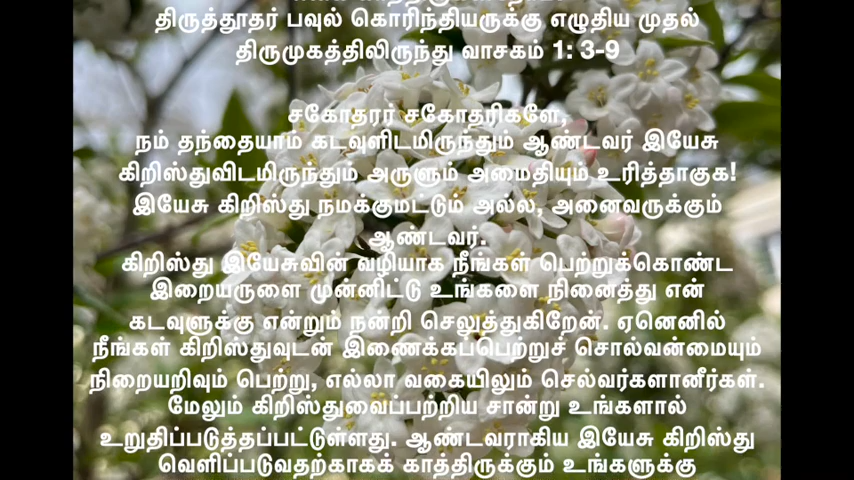 திருத்தூதர் பவுல் கொரிந்தியருக்கு எழுதிய முதல்
திருமுகத்திலிருந்து வாசகம் 1: 3-9
சகோதரர் சகோதரிகளே,
நம் தந்தையாம் கடவுளிடமிருந்தும் ஆண்டவர் இயேசு
கிறிஸ்துவிடமிருந்தும் அருளும் அமைதியும் உரித்தாகுக!
இயேசு கிறிஸ்து நமக்குமட்டும் அல்ல, அனைவருக்கும்
ஆண்டவர்.
கிறிஸ்து இயேசுவின் வழியாக நீங்கள் பெற்றுக்கொண்ட
இறையருளை முன்னிட்டு உங்களை நினைத்து என்
கடவுளுக்கு என்றும் நன்றி செலுத்துகிறேன். ஏனெனில்
நீங்கள் கிறிஸ்துவுடன் இணைக்கப்பெற்றுச் சொல்வன்மையும்
நிறையறிவும் பெற்று, எல்லா வகையிலும் செல்வர்களானீர்கள்.
மேலும் கிறிஸ்துவைப்பற்றிய சான்று உங்களால்
உறுதிப்படுத்தப்பட்டுள்ளது. ஆண்டவராகிய இயேசு கிறிஸ்து
வெளிப்படுவதற்காகக் காத்திருக்கும் உங்களுக்கு